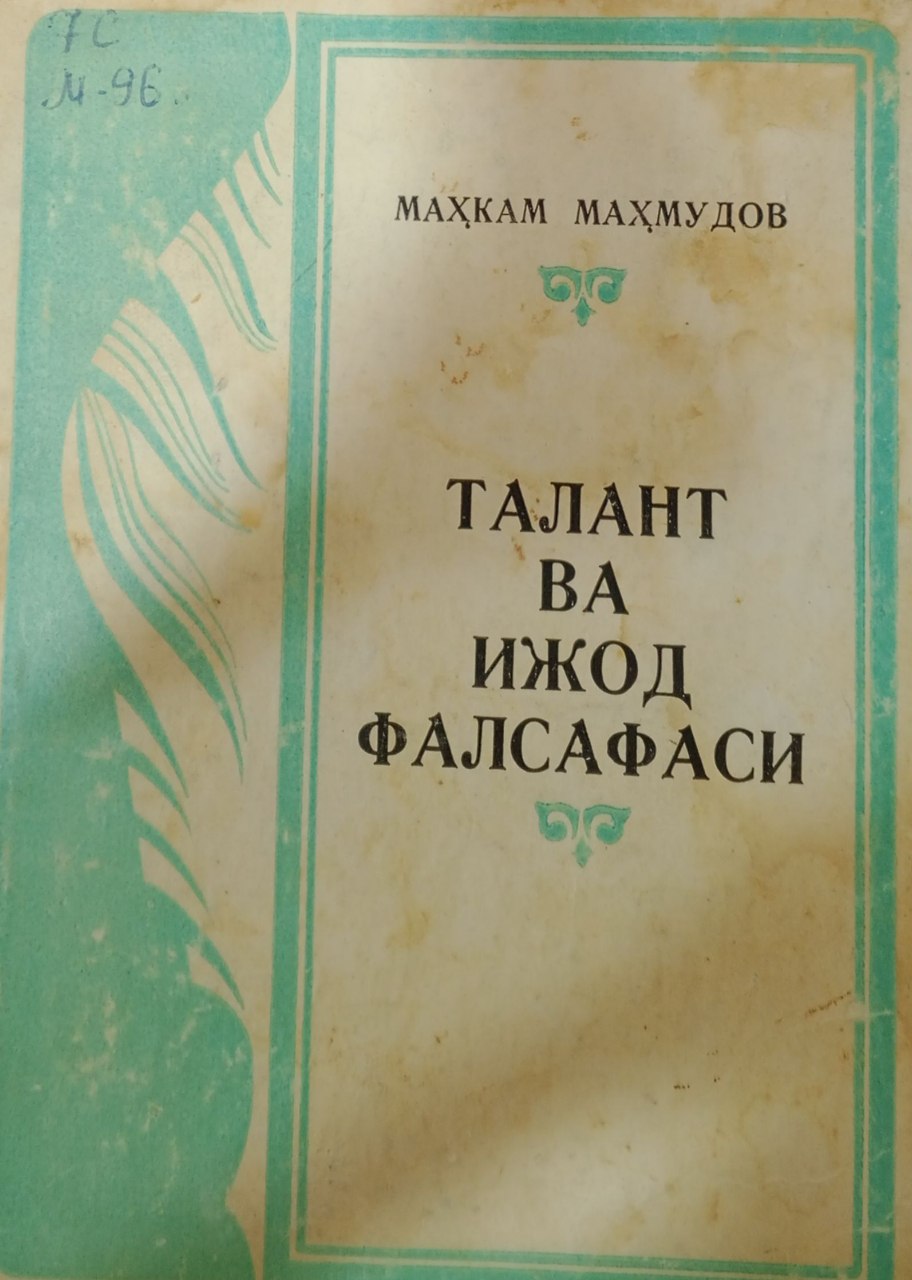 7С
М-96.
МАҲКАМ МАҲМУДОВ
ТАЛАНТ
ВА
ИЖОД
ФАЛСАФАСИ